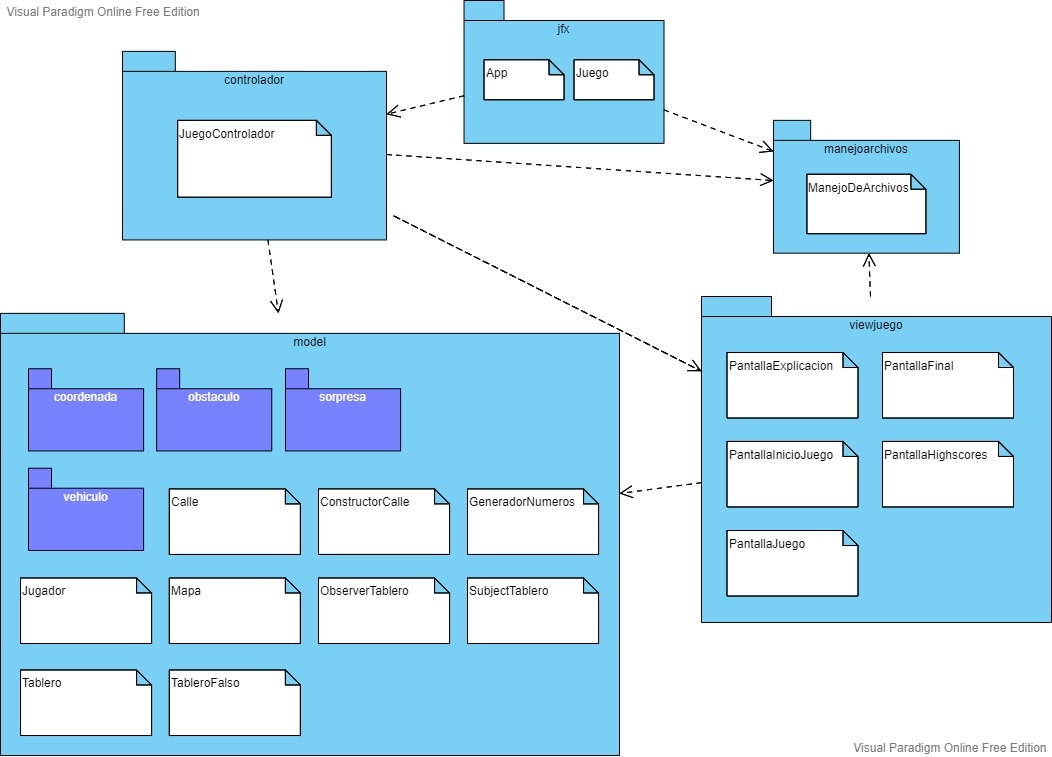 Visual Paradigm Online Free Edition
jfx
App
Juego
controlador
JuegoControlador
manejoarchivos
ManejoDeArchivos
viewjuego
PantallaExplicacion
PantallaFinal
PantallaInicioJuego
PantallaHighscores
PantallaJuego
model
coordenada
obstaculo
sorpresa
vehiculo
Calle
ConstructorCalle
GeneradorNumeros
Jugador
Mapa
ObserverTablero
SubjectTablero
Tablero
TableroFalso
Visual Paradigm Online Free Edition